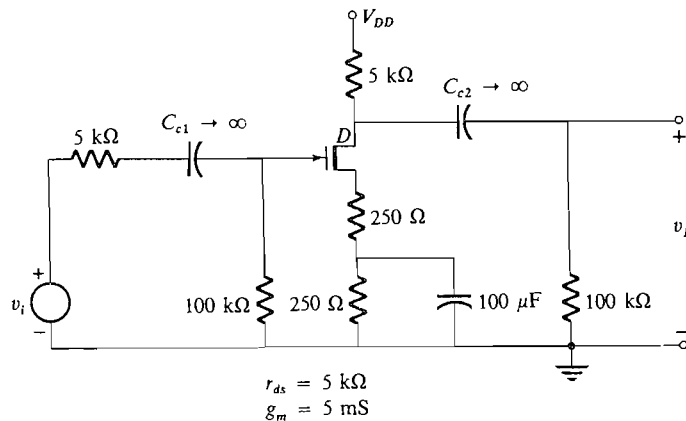 V_DD
5 kΩ
C_c2 → ∞
C_c1 → ∞
5 kΩ
D
+
250 Ω
+
v_i
−
100 kΩ
250 Ω
100 μF
100 kΩ
−
r_ds = 5 kΩ
g_m = 5 mS